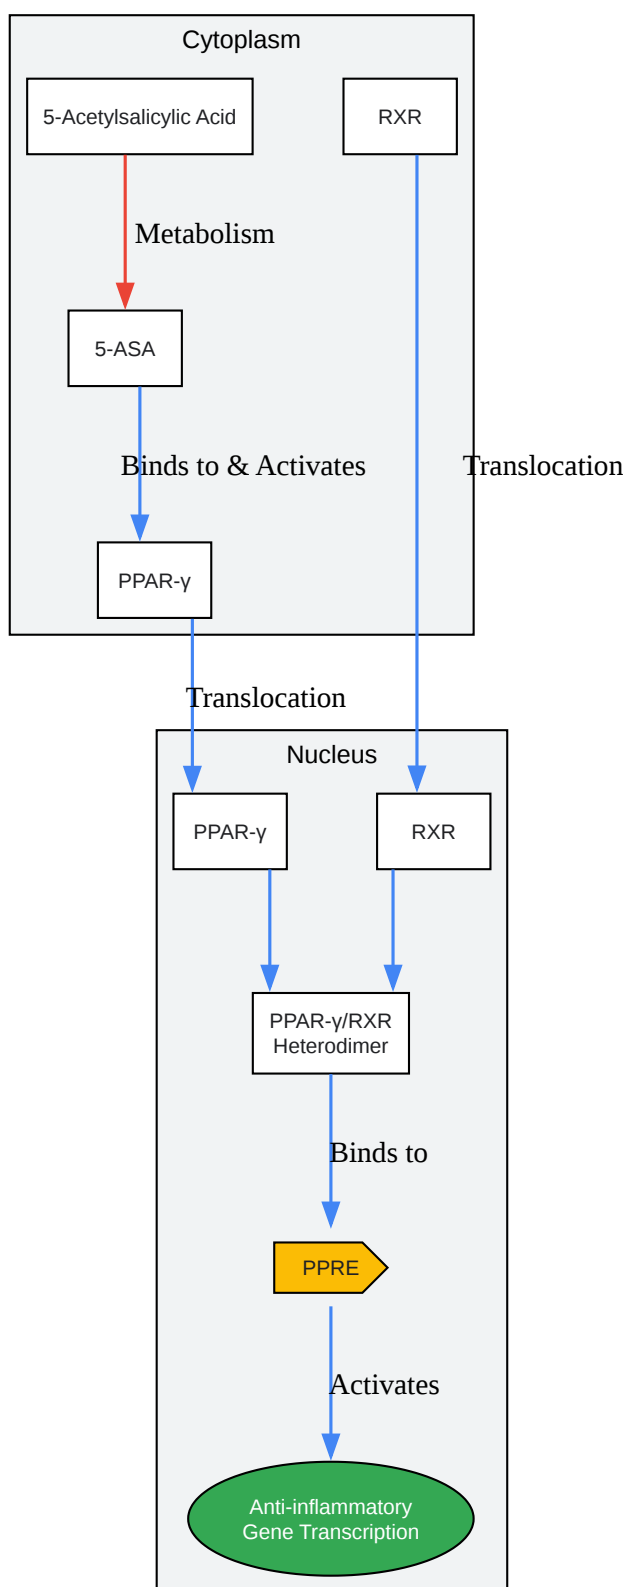 Cytoplasm
5-Acetylsalicylic Acid
RXR
Metabolism
5-ASA
Binds to & Activates
Translocation
PPAR-γ
Translocation
Nucleus
PPAR-γ
RXR
PPAR-γ/RXR
Heterodimer
Binds to
PPRE
Activates
Anti-inflammatory
Gene Transcription